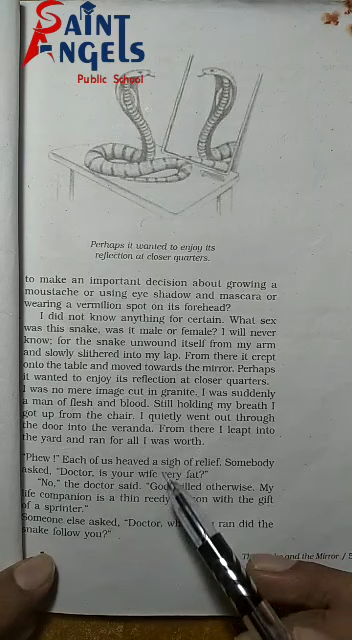 SAINT
ANGELS
Public School
Perhaps it wanted to enjoy its
reflection at closer quarters.
to make an important decision about growing a
moustache or using eye shadow and mascara or
wearing a vermilion spot on its forehead?
I did not know anything for certain. What sex
was this snake, was it male or female? I will never
know; for the snake unwound itself from my arm
and slowly slithered into my lap. From there it crept
onto the table and moved towards the mirror. Perhaps
it wanted to enjoy its reflection at closer quarters.
I was no mere image cut in granite. I was suddenly
a man of flesh and blood. Still holding my breath I
got up from the chair. I quietly went out through
the door into the veranda. From there I leapt into
the yard and ran for all I was worth.
"Phew !" Each of us heaved a sigh of relief. Somebody
asked, "Doctor, is your wife very fat?"
"No," the doctor said. "God willed otherwise. My
life companion is a thin reedy with the gift
of a sprinter."
Someone else asked, "Doctor, ran did the
snake follow you?"
and the Mirror / 5